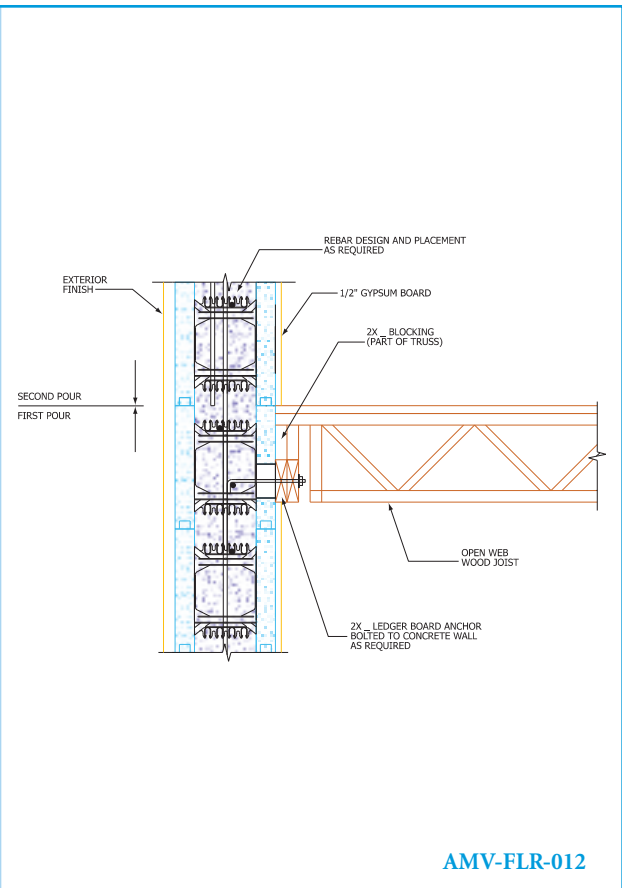 REBAR DESIGN AND PLACEMENT
AS REQUIRED
EXTERIOR
FINISH
1/2" GYPSUM BOARD
2X _ BLOCKING
(PART OF TRUSS)
SECOND POUR
FIRST POUR
OPEN WEB
WOOD JOIST
2X _ LEDGER BOARD ANCHOR
BOLTED TO CONCRETE WALL
AS REQUIRED
AMV-FLR-012